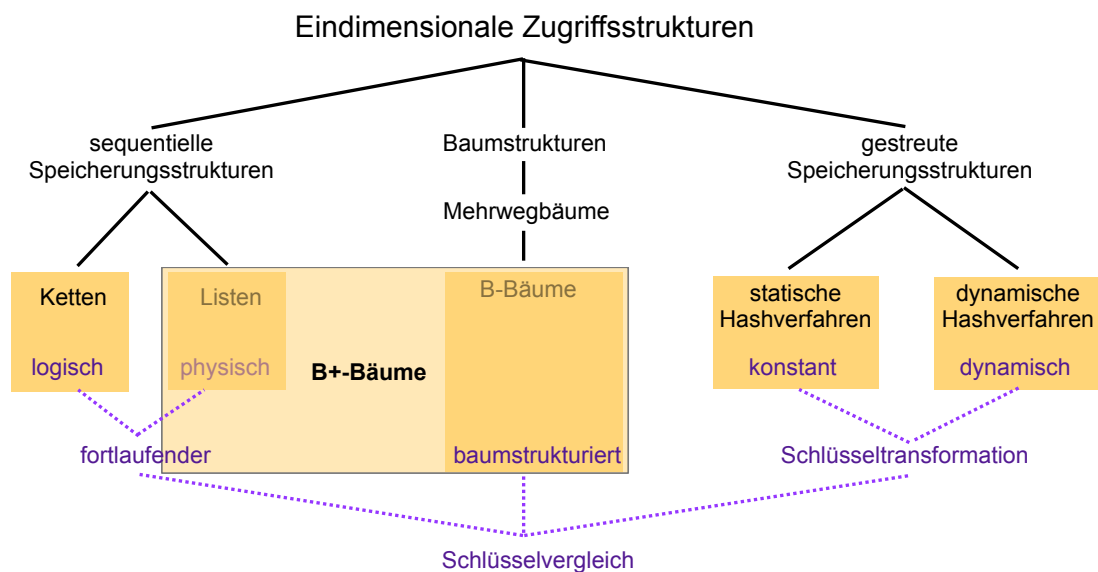 Eindimensionale Zugriffsstrukturen
sequentielle
Speicherungsstrukturen
Baumstrukturen
gestreute
Speicherungsstrukturen
Mehrwegbäume
Ketten
logisch
Listen
physisch
B+-Bäume
B-Bäume
baumstrukturiert
statische
Hashverfahren
konstant
dynamische
Hashverfahren
dynamisch
fortlaufender
Schlüsseltransformation
Schlüsselvergleich